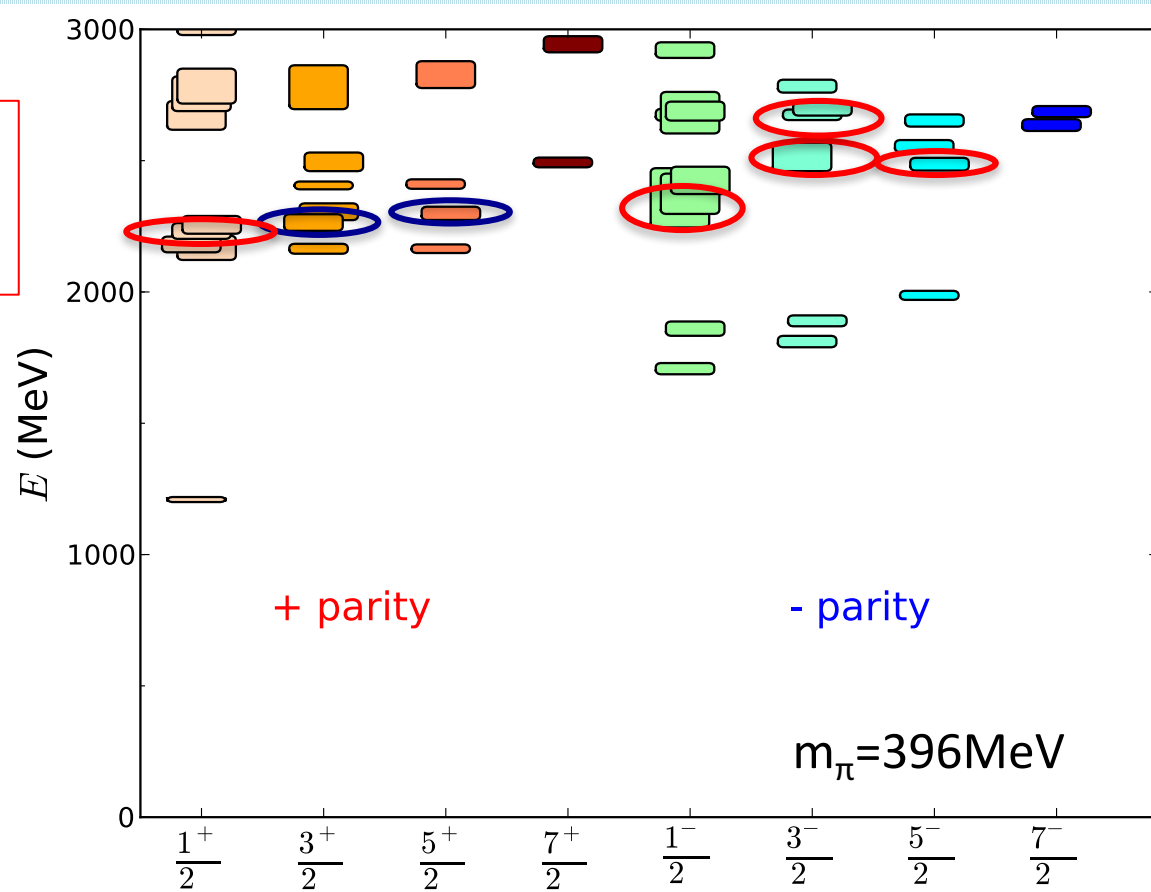 3000
2000
1000
0
E (MeV)
+ parity
- parity
mπ=396MeV
1⁺/2 3⁺/2 5⁺/2 7⁺/2 1⁻/2 3⁻/2 5⁻/2 7⁻/2